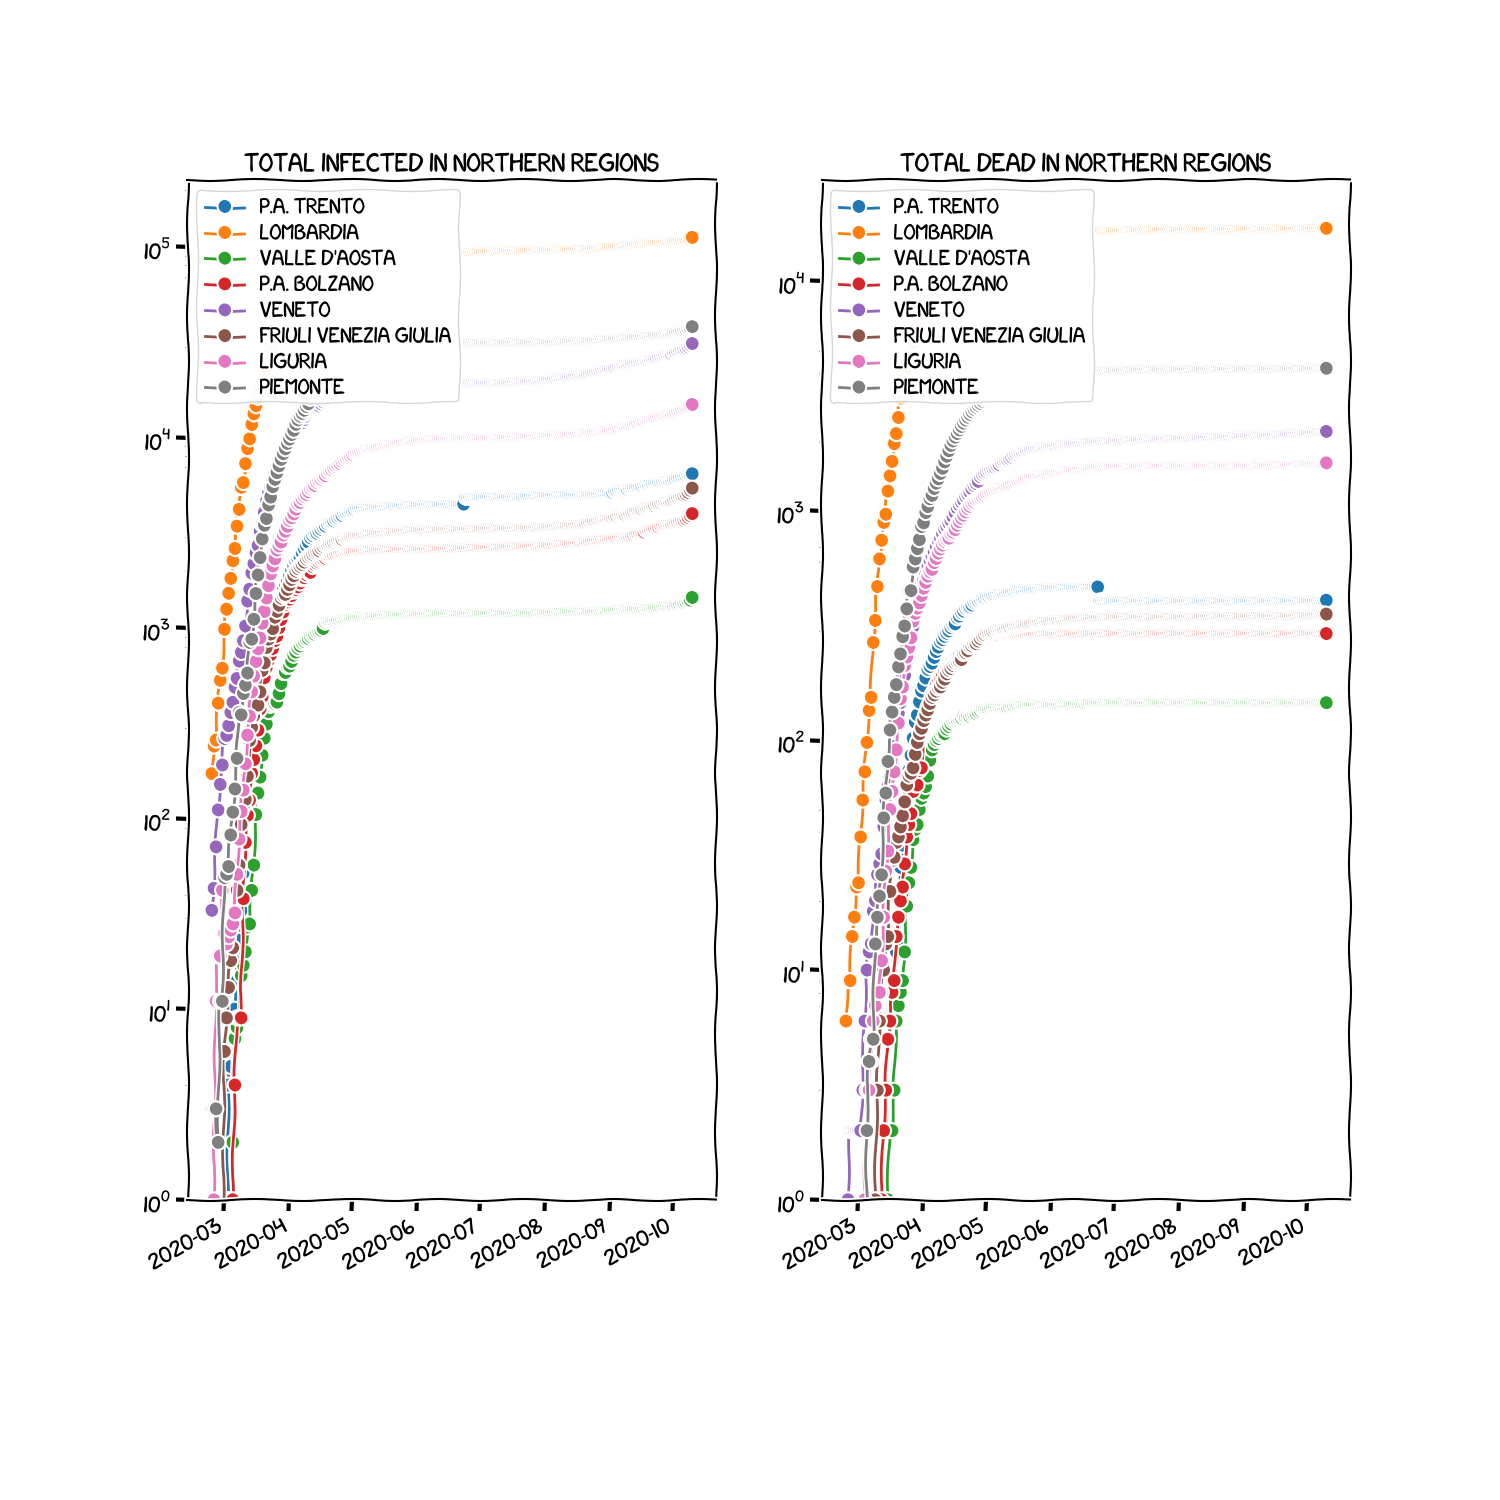 TOTAL INFECTED IN NORTHERN REGIONS
P.A. TRENTO
LOMBARDIA
VALLE D'AOSTA
P.A. BOLZANO
VENETO
FRIULI VENEZIA GIULIA
LIGURIA
PIEMONTE
10⁵
10⁴
10³
10²
10¹
10⁰
2020-03
2020-04
2020-05
2020-06
2020-07
2020-08
2020-09
2020-10
TOTAL DEAD IN NORTHERN REGIONS
P.A. TRENTO
LOMBARDIA
VALLE D'AOSTA
P.A. BOLZANO
VENETO
FRIULI VENEZIA GIULIA
LIGURIA
PIEMONTE
10⁴
10³
10²
10¹
10⁰
2020-03
2020-04
2020-05
2020-06
2020-07
2020-08
2020-09
2020-10